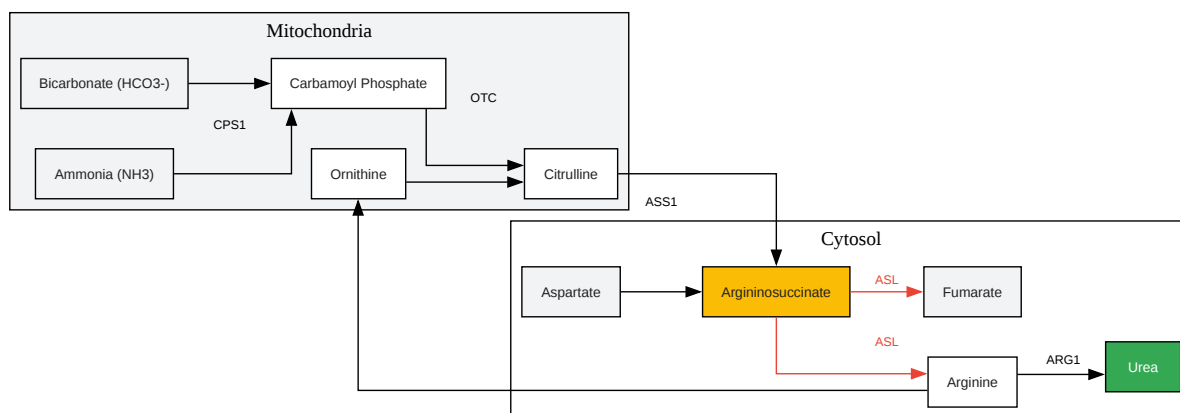 Mitochondria
Bicarbonate (HCO3-)
Carbamoyl Phosphate
OTC
CPS1
Ammonia (NH3)
Ornithine
Citrulline
ASS1
Cytosol
Aspartate
Argininosuccinate
ASL
Fumarate
ASL
ARG1
Arginine
Urea